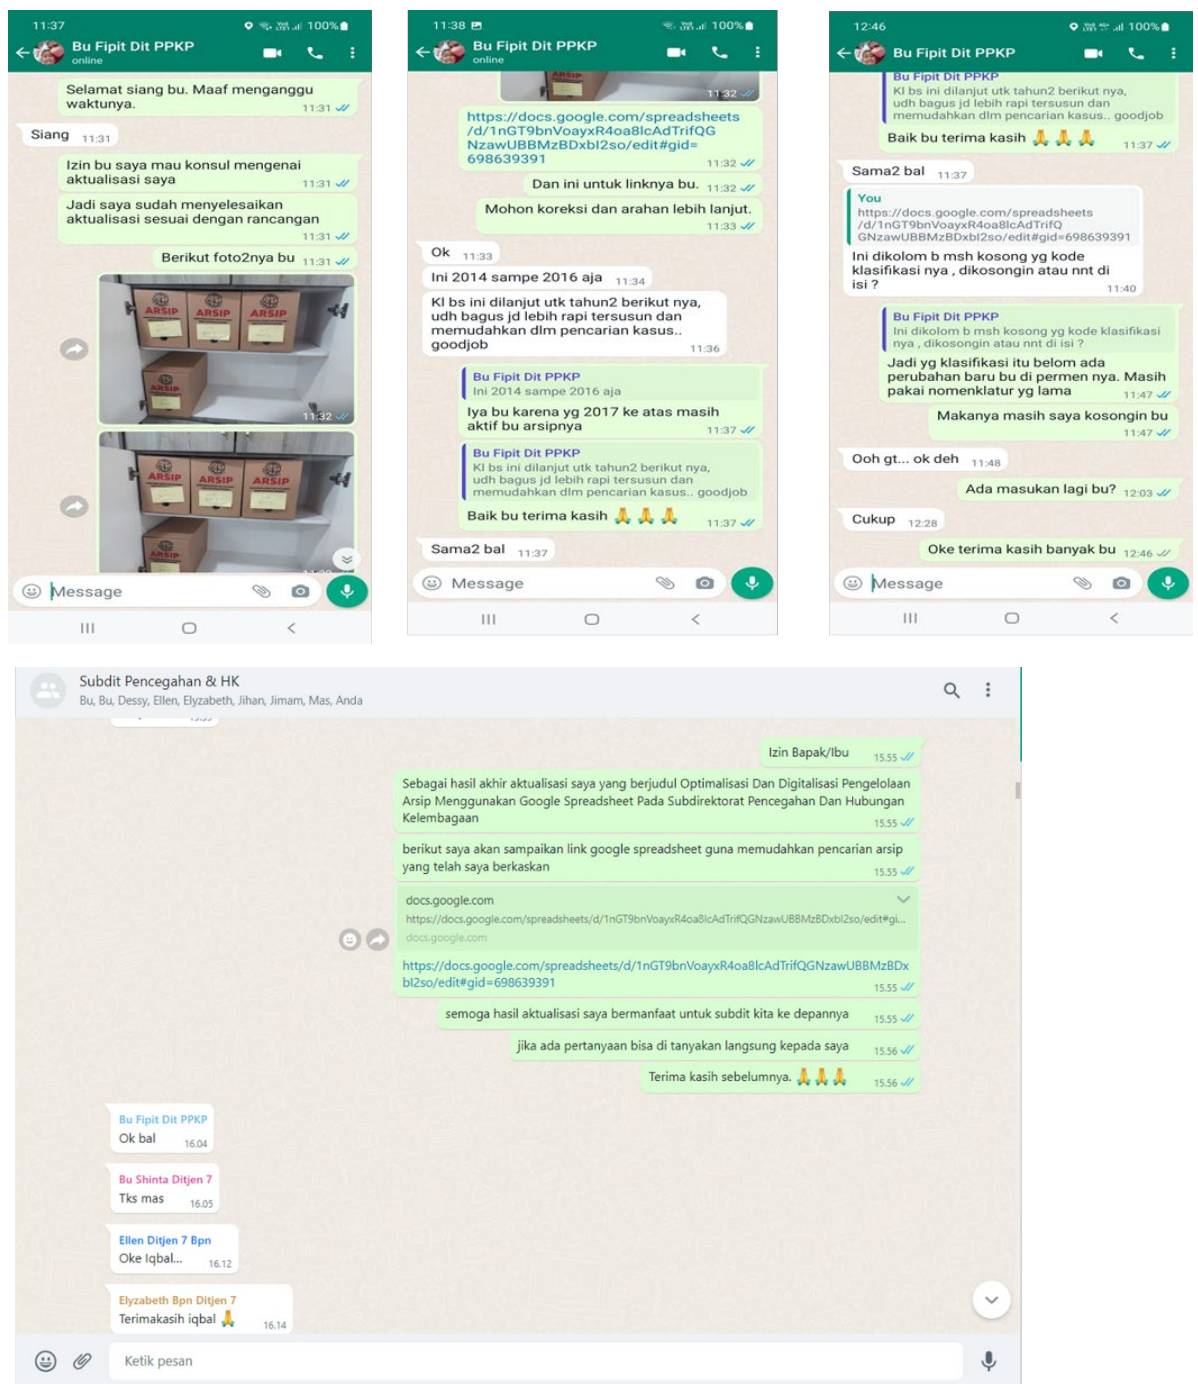 11:37
100%
Bu Fipit Dit PPKP
online
Selamat siang bu. Maaf menganggu
waktunya.
11:31
Siang 11:31
Izin bu saya mau konsul mengenai
aktualisasi saya
11:31
Jadi saya sudah menyelesaikan
aktualisasi sesuai dengan rancangan
11:31
Berikut foto2nya bu 11:31
ARSIP ARSIP ARSIP
11:32
ARSIP ARSIP ARSIP
Message
11:38
100%
Bu Fipit Dit PPKP
online
ARSIP
11:32
https://docs.google.com/spreadsheets
/d/1nGT9bnVoayxR4oa8lcAdTrifQG
NzawUBBMzBDxbI2so/edit#gid=
698639391
11:32
Dan ini untuk linknya bu. 11:32
Mohon koreksi dan arahan lebih lanjut.
11:33
Ok 11:33
Ini 2014 sampe 2016 aja 11:34
Kl bs ini dilanjut utk tahun2 berikut nya,
udh bagus jd lebih rapi tersusun dan
memudahkan dlm pencarian kasus..
goodjob
11:36
Bu Fipit Dit PPKP
Ini 2014 sampe 2016 aja
Iya bu karena yg 2017 ke atas masih
aktif bu arsipnya
11:37
Bu Fipit Dit PPKP
Kl bs ini dilanjut utk tahun2 berikut nya,
udh bagus jd lebih rapi tersusun dan
memudahkan dlm pencarian kasus.. goodjob
Baik bu terima kasih 🙏 🙏 🙏 11:37
Sama2 bal 11:37
Message
12:46
100%
Bu Fipit Dit PPKP
Bu Fipit Dit PPKP
Kl bs ini dilanjut utk tahun2 berikut nya,
udh bagus jd lebih rapi tersusun dan
memudahkan dlm pencarian kasus.. goodjob
Baik bu terima kasih 🙏 🙏 🙏
11:37
Sama2 bal 11:37
You
https://docs.google.com/spreadsheets
/d/1nGT9bnVoayxR4oa8lcAdTrifQ
GNzawUBBMzBDxbI2so/edit#gid=698639391
Ini dikolom b msh kosong yg kode
klasifikasi nya , dikosongin atau nnt di
isi ?
11:40
Bu Fipit Dit PPKP
Ini dikolom b msh kosong yg kode klasifikasi
nya , dikosongin atau nnt di isi ?
Jadi yg klasifikasi itu belom ada
perubahan baru bu di permen nya. Masih
pakai nomenklatur yg lama 11:47
Makanya masih saya kosongin bu
11:47
Ooh gt... ok deh 11:48
Ada masukan lagi bu? 12:03
Cukup 12:28
Oke terima kasih banyak bu 12:46
Message
Subdit Pencegahan & HK
Bu, Bu, Dessy, Ellen, Elyzabeth, Jihan, Jimam, Mas, Anda
Izin Bapak/Ibu 15.55
Sebagai hasil akhir aktualisasi saya yang berjudul Optimalisasi Dan Digitalisasi Pengelolaan
Arsip Menggunakan Google Spreadsheet Pada Subdirektorat Pencegahan Dan Hubungan
Kelembagaan
15.55
berikut saya akan sampaikan link google spreadsheet guna memudahkan pencarian arsip
yang telah saya berkaskan
15.55
docs.google.com
https://docs.google.com/spreadsheets/d/1nGT9bnVoayxR4oa8lcAdTrifQGNzawUBBMzBDxbI2so/edit#gi...
docs.google.com
https://docs.google.com/spreadsheets/d/1nGT9bnVoayxR4oa8lcAdTrifQGNzawUBBMzBDx
bI2so/edit#gid=698639391
15.55
semoga hasil aktualisasi saya bermanfaat untuk subdit kita ke depannya 15.55
jika ada pertanyaan bisa di tanyakan langsung kepada saya 15.56
Terima kasih sebelumnya. 🙏 🙏 🙏 15.56
Bu Fipit Dit PPKP
Ok bal 16.04
Bu Shinta Ditjen 7
Tks mas 16.05
Ellen Ditjen 7 Bpn
Oke Iqbal... 16.12
Elyzabeth Bpn Ditjen 7
Terimakasih iqbal 🙏 16.14
Ketik pesan